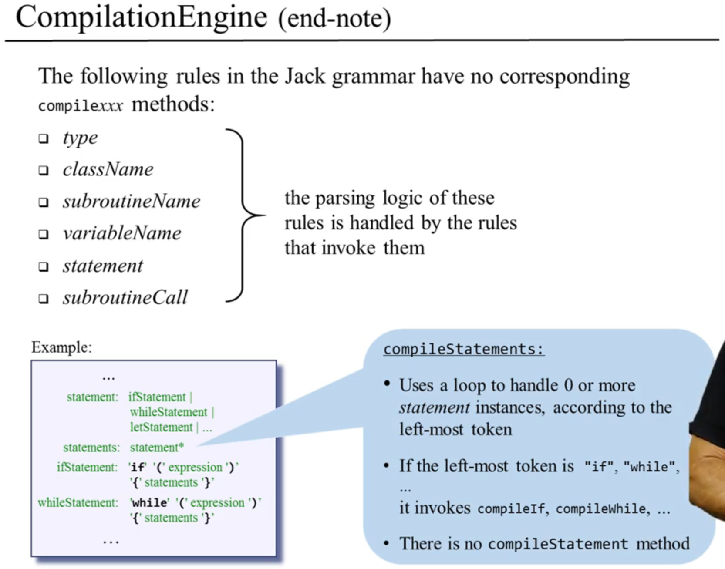 CompilationEngine (end-note)
The following rules in the Jack grammar have no corresponding
compilexxx methods:
type
className
subroutineName
variableName
statement
subroutineCall
the parsing logic of these
rules is handled by the rules
that invoke them
Example:
...
statement: ifStatement |
whileStatement |
letStatement | ...
statements: statement*
ifStatement: 'if' '(' expression ')'
'{' statements '}'
whileStatement: 'while' '(' expression ')'
'{' statements '}'
...
compileStatements:
• Uses a loop to handle 0 or more
statement instances, according to the
left-most token
• If the left-most token is "if", "while",
...
it invokes compileIf, compileWhile, ...
• There is no compileStatement method